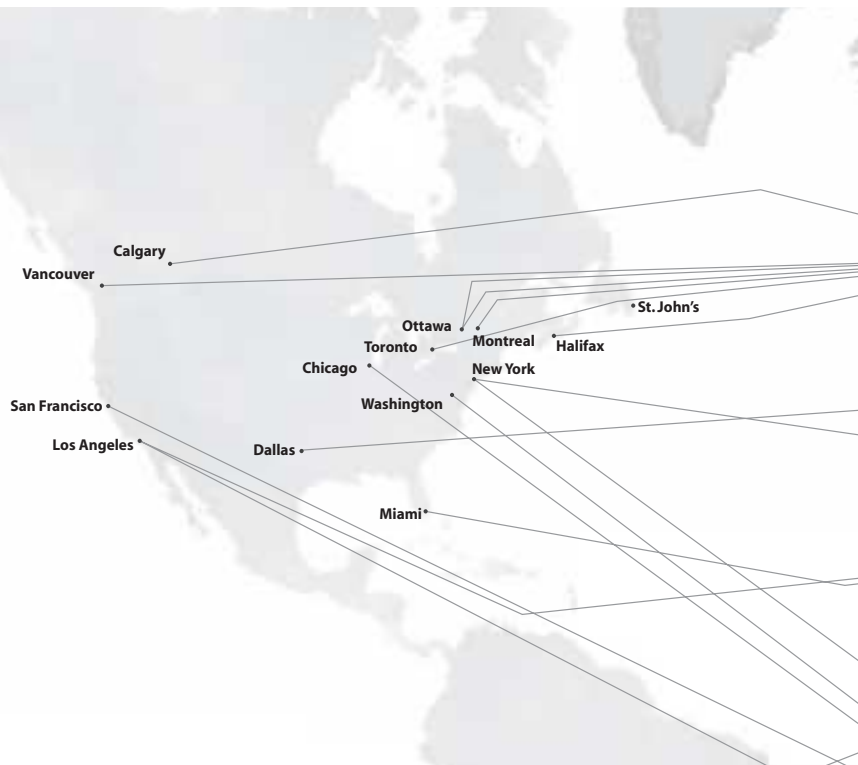 Calgary
Vancouver
St. John’s
Ottawa
Montreal
Toronto
Halifax
Chicago
New York
Washington
San Francisco
Los Angeles
Dallas
Miami